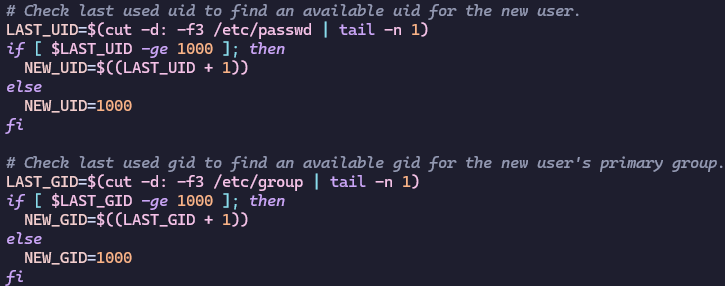 # Check last used uid to find an available uid for the new user.
LAST_UID=$(cut -d: -f3 /etc/passwd | tail -n 1)
if [ $LAST_UID -ge 1000 ]; then
  NEW_UID=$((LAST_UID + 1))
else
  NEW_UID=1000
fi

# Check last used gid to find an available gid for the new user's primary group.
LAST_GID=$(cut -d: -f3 /etc/group | tail -n 1)
if [ $LAST_GID -ge 1000 ]; then
  NEW_GID=$((LAST_GID + 1))
else
  NEW_GID=1000
fi